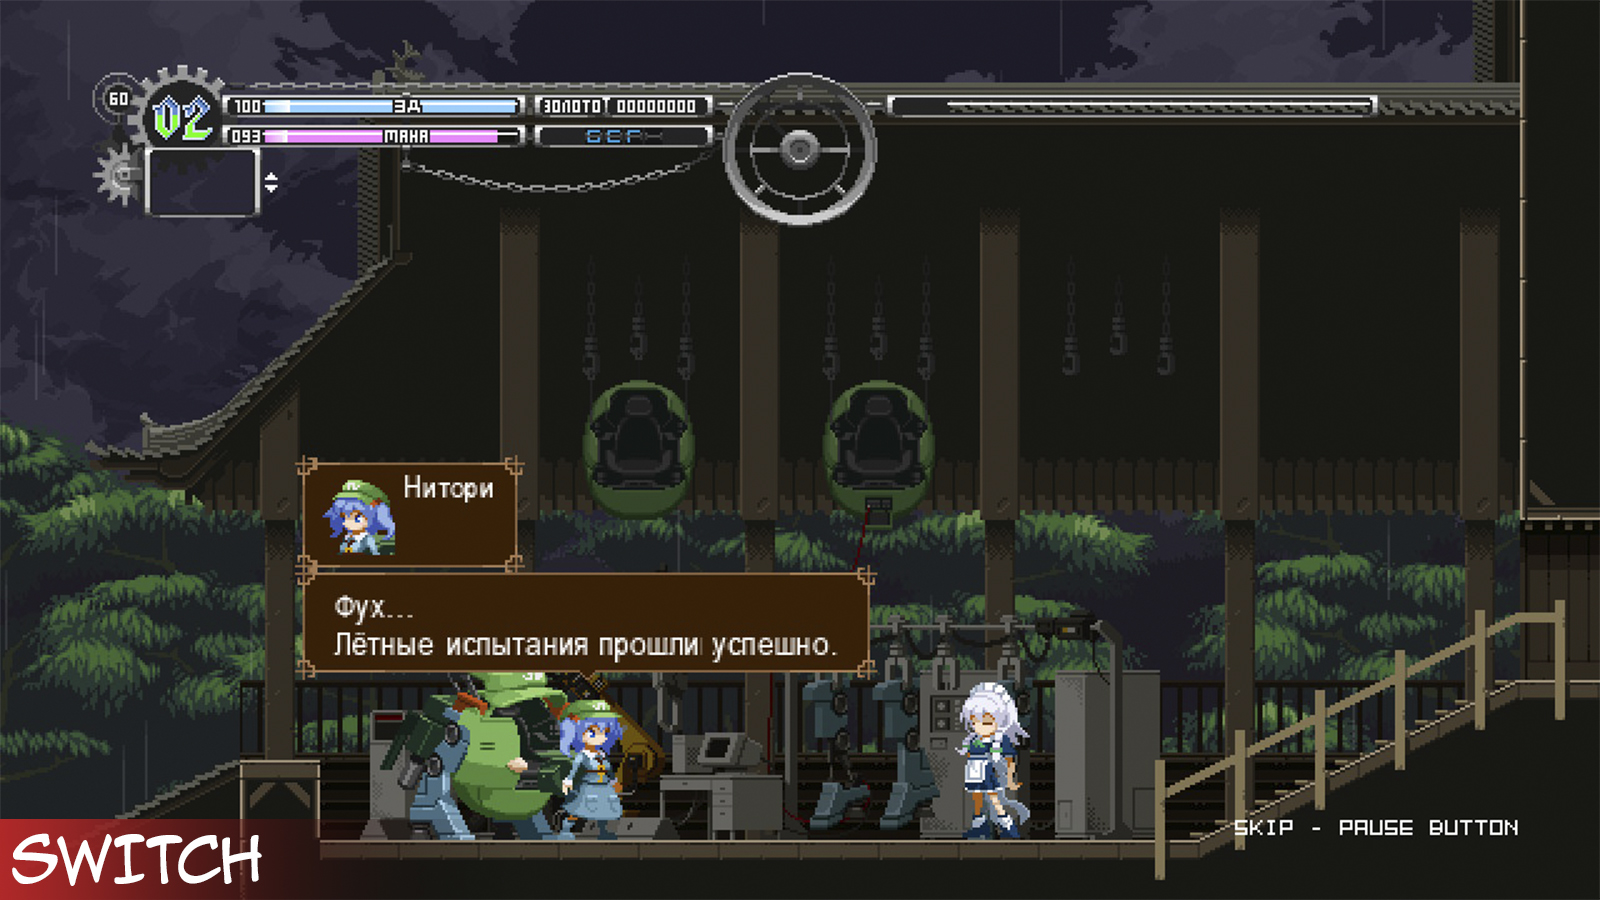 60
02
100 ЗД
ЗОЛОТО 00000000
093 МАНА
Нитори
Фух...
Лётные испытания прошли успешно.
SKIP - PAUSE BUTTON
SWITCH